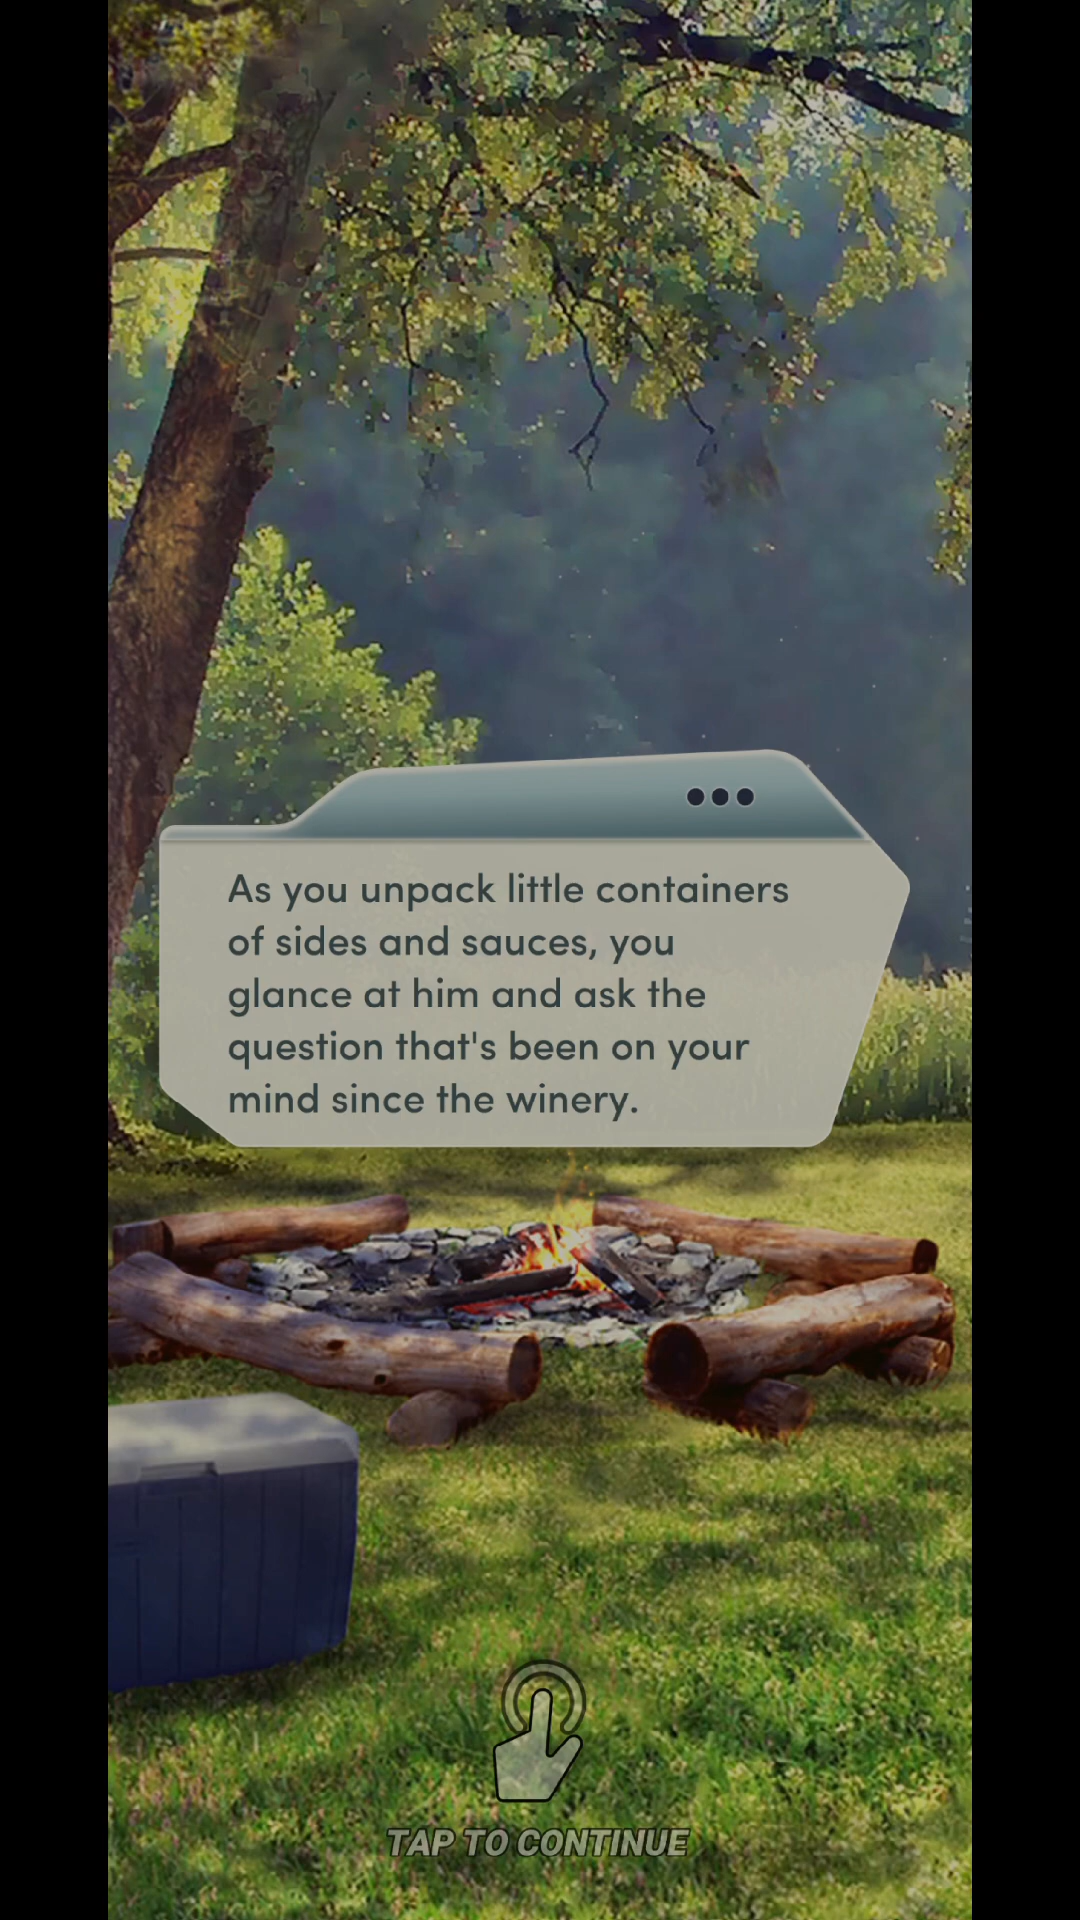 As you unpack little containers
of sides and sauces, you
glance at him and ask the
question that's been on your
mind since the winery.
TAP TO CONTINUE